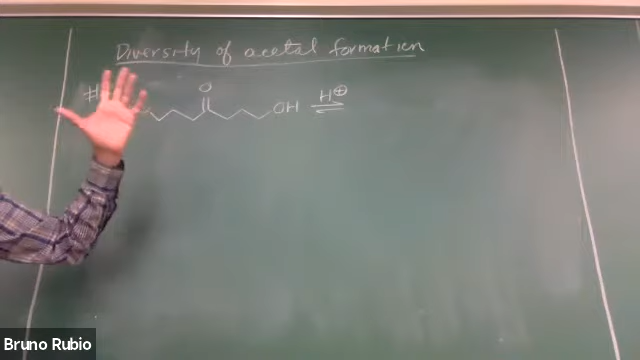 Diversity of acetal formation
#
O
OH H⊕ ⇌
Bruno Rubio